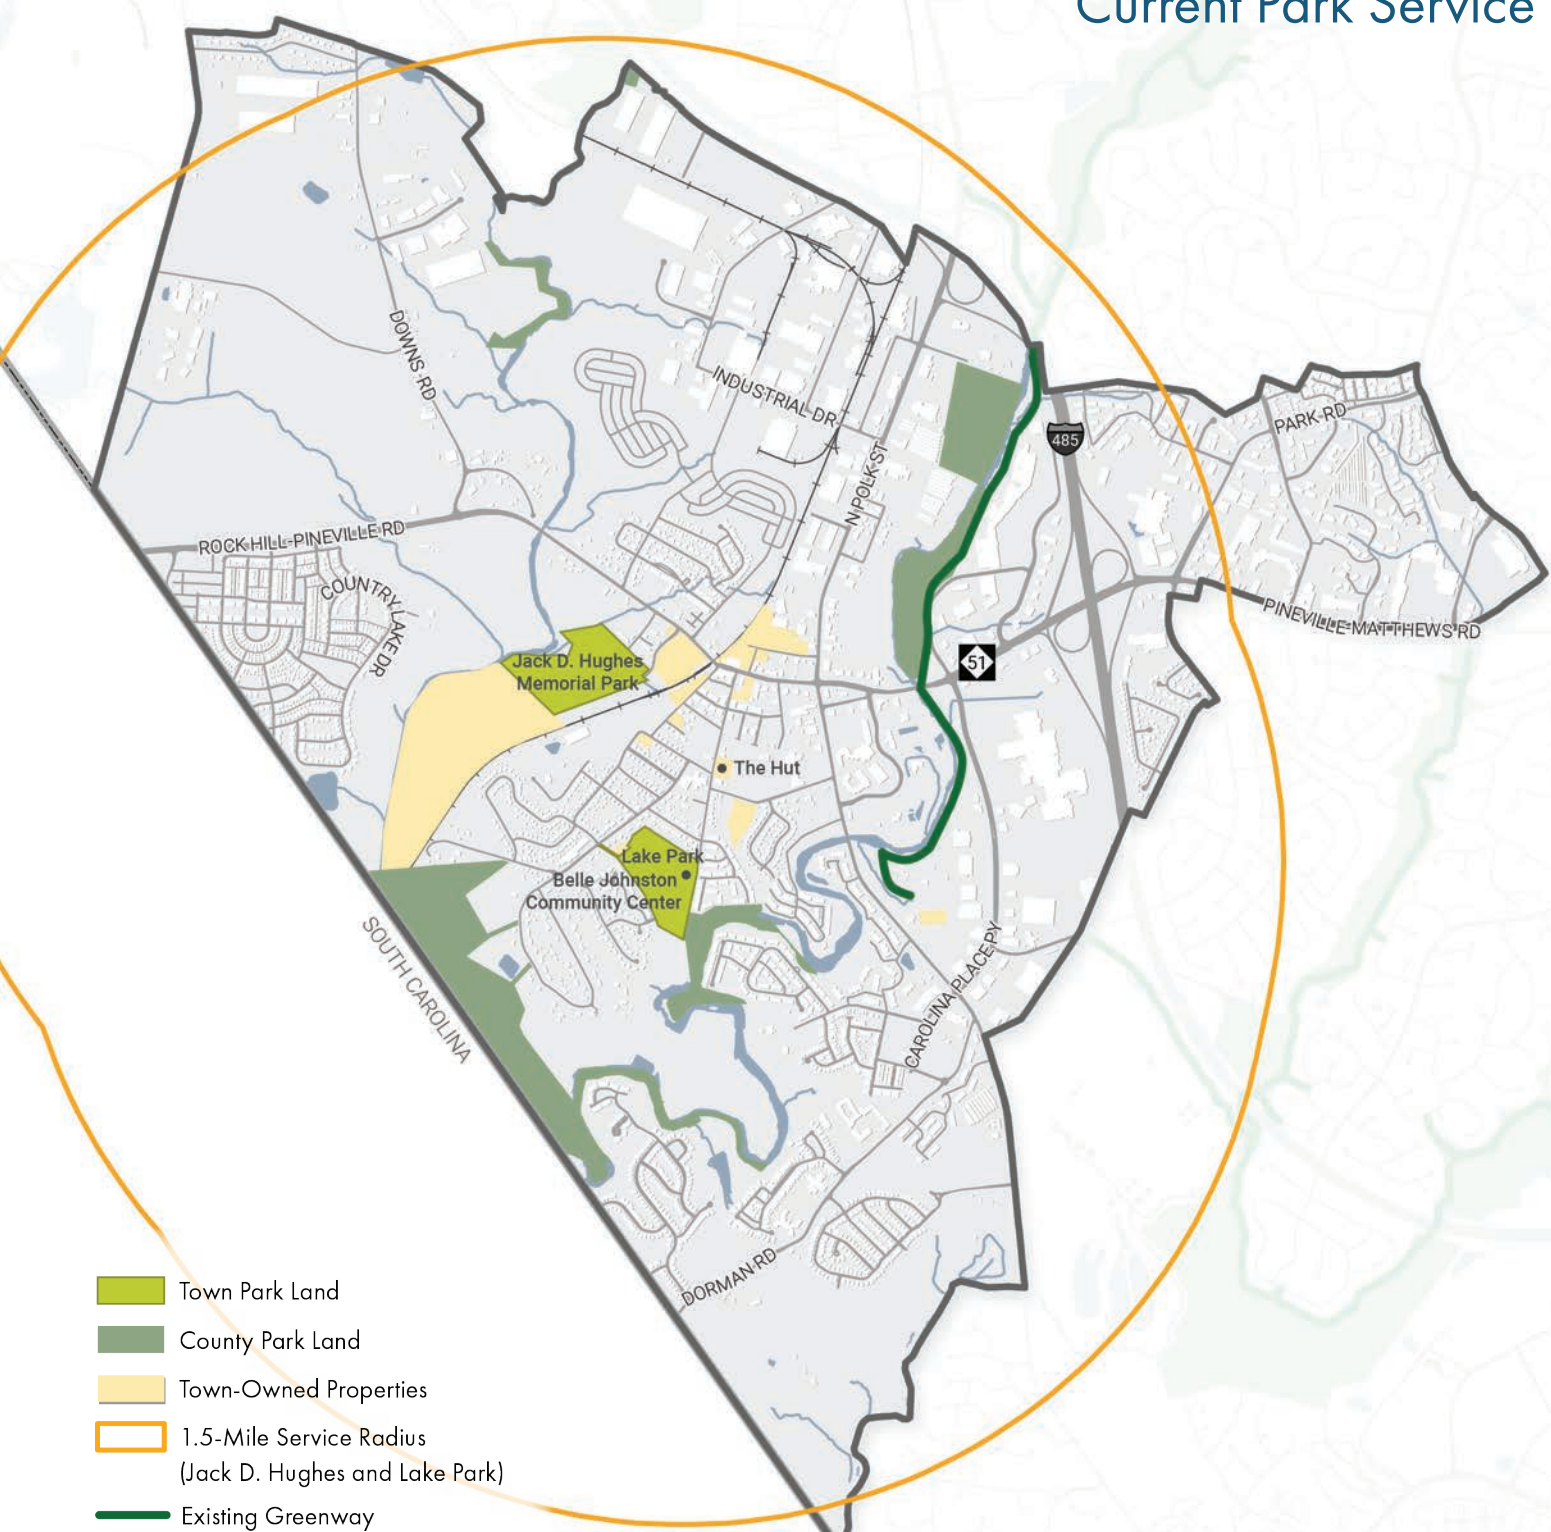 Current Park Service
DOWNS RD
INDUSTRIAL DR
N POLK ST
485
PARK RD
ROCK HILL-PINEVILLE RD
COUNTRY LAKE DR
PINEVILLE-MATTHEWS RD
Jack D. Hughes
Memorial Park
51
The Hut
Lake Park
Belle Johnston
Community Center
SOUTH CAROLINA
CAROLINA PLACE PY
DORMAN RD
Town Park Land
County Park Land
Town-Owned Properties
1.5-Mile Service Radius
(Jack D. Hughes and Lake Park)
Existing Greenway